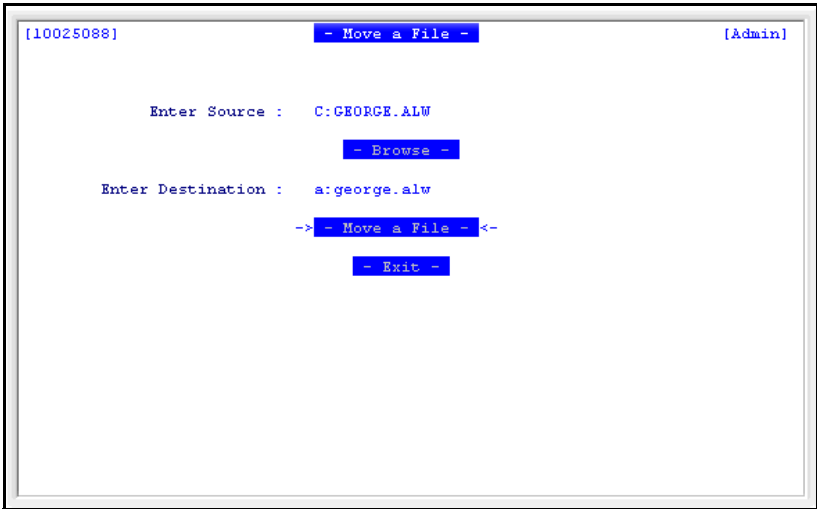 [10025088] - Move a File - [Admin]
Enter Source : C:GEORGE.ALW
- Browse -
Enter Destination : a:george.alw
-> - Move a File - <-
- Exit -